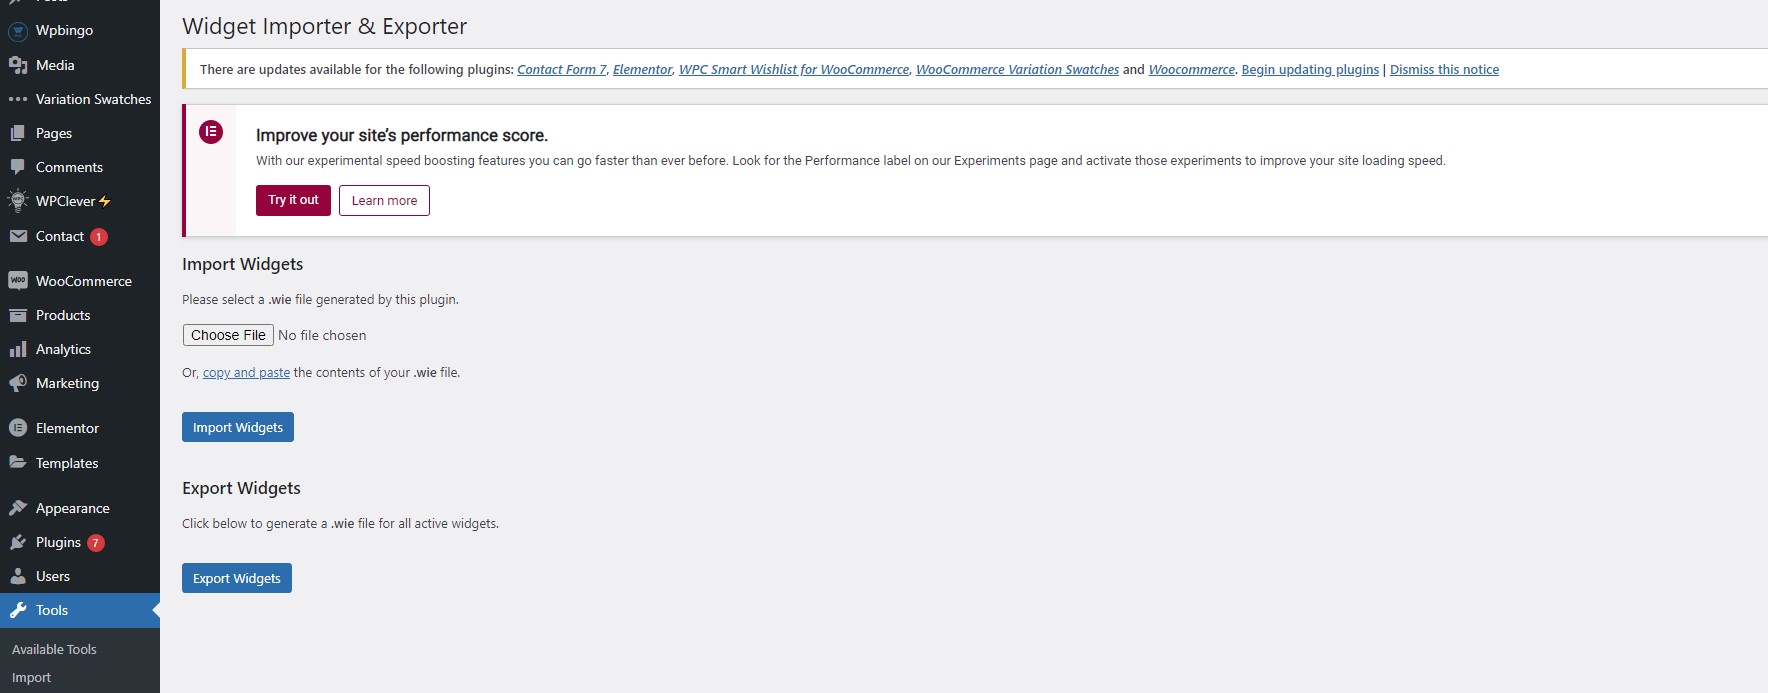 Posts
Wpbingo
Media
Variation Swatches
Pages
Comments
WPClever⚡
Contact 1
WooCommerce
Products
Analytics
Marketing
Elementor
Templates
Appearance
Plugins 7
Users
Tools
Available Tools
Import
Widget Importer & Exporter
There are updates available for the following plugins: Contact Form 7, Elementor, WPC Smart Wishlist for WooCommerce, WooCommerce Variation Swatches and Woocommerce. Begin updating plugins | Dismiss this notice
Improve your site’s performance score.
With our experimental speed boosting features you can go faster than ever before. Look for the Performance label on our Experiments page and activate those experiments to improve your site loading speed.
Try it out Learn more
Import Widgets
Please select a .wie file generated by this plugin.
Choose File No file chosen
Or, copy and paste the contents of your .wie file.
Import Widgets
Export Widgets
Click below to generate a .wie file for all active widgets.
Export Widgets